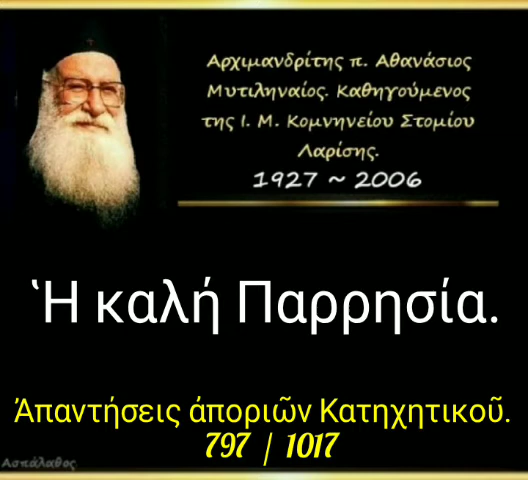 Αρχιμανδρίτης π. Αθανάσιος
Μυτιληναίος. Καθηγούμενος
της Ι. Μ. Κομνηνείου Στομίου
Λαρίσης.
1927 ~ 2006
Ἡ καλή Παρρησία.
Ἀπαντήσεις ἀποριῶν Κατηχητικοῦ.
797 | 1017
Ασπάλαθος